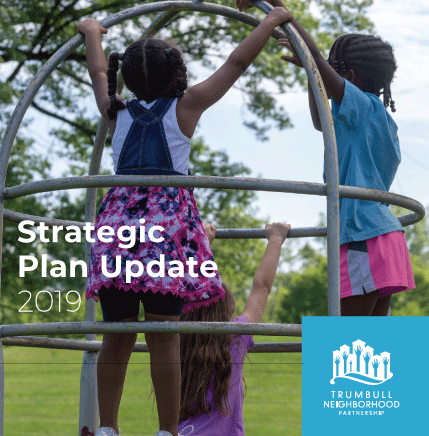 Strategic
Plan Update
2019
TRUMBULL
NEIGHBORHOOD
PARTNERSHIP